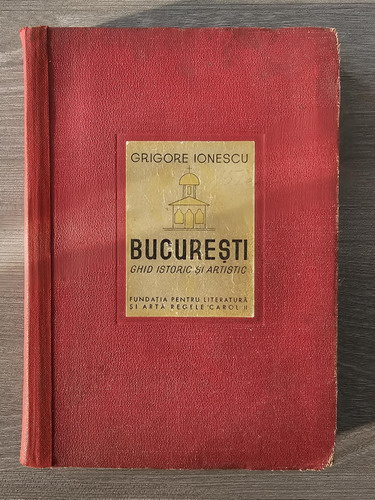 GRIGORE IONESCU
BUCUREȘTI
GHID ISTORIC ȘI ARTISTIC
FUNDAȚIA PENTRU LITERATURĂ
ȘI ARTĂ REGELE CAROL II